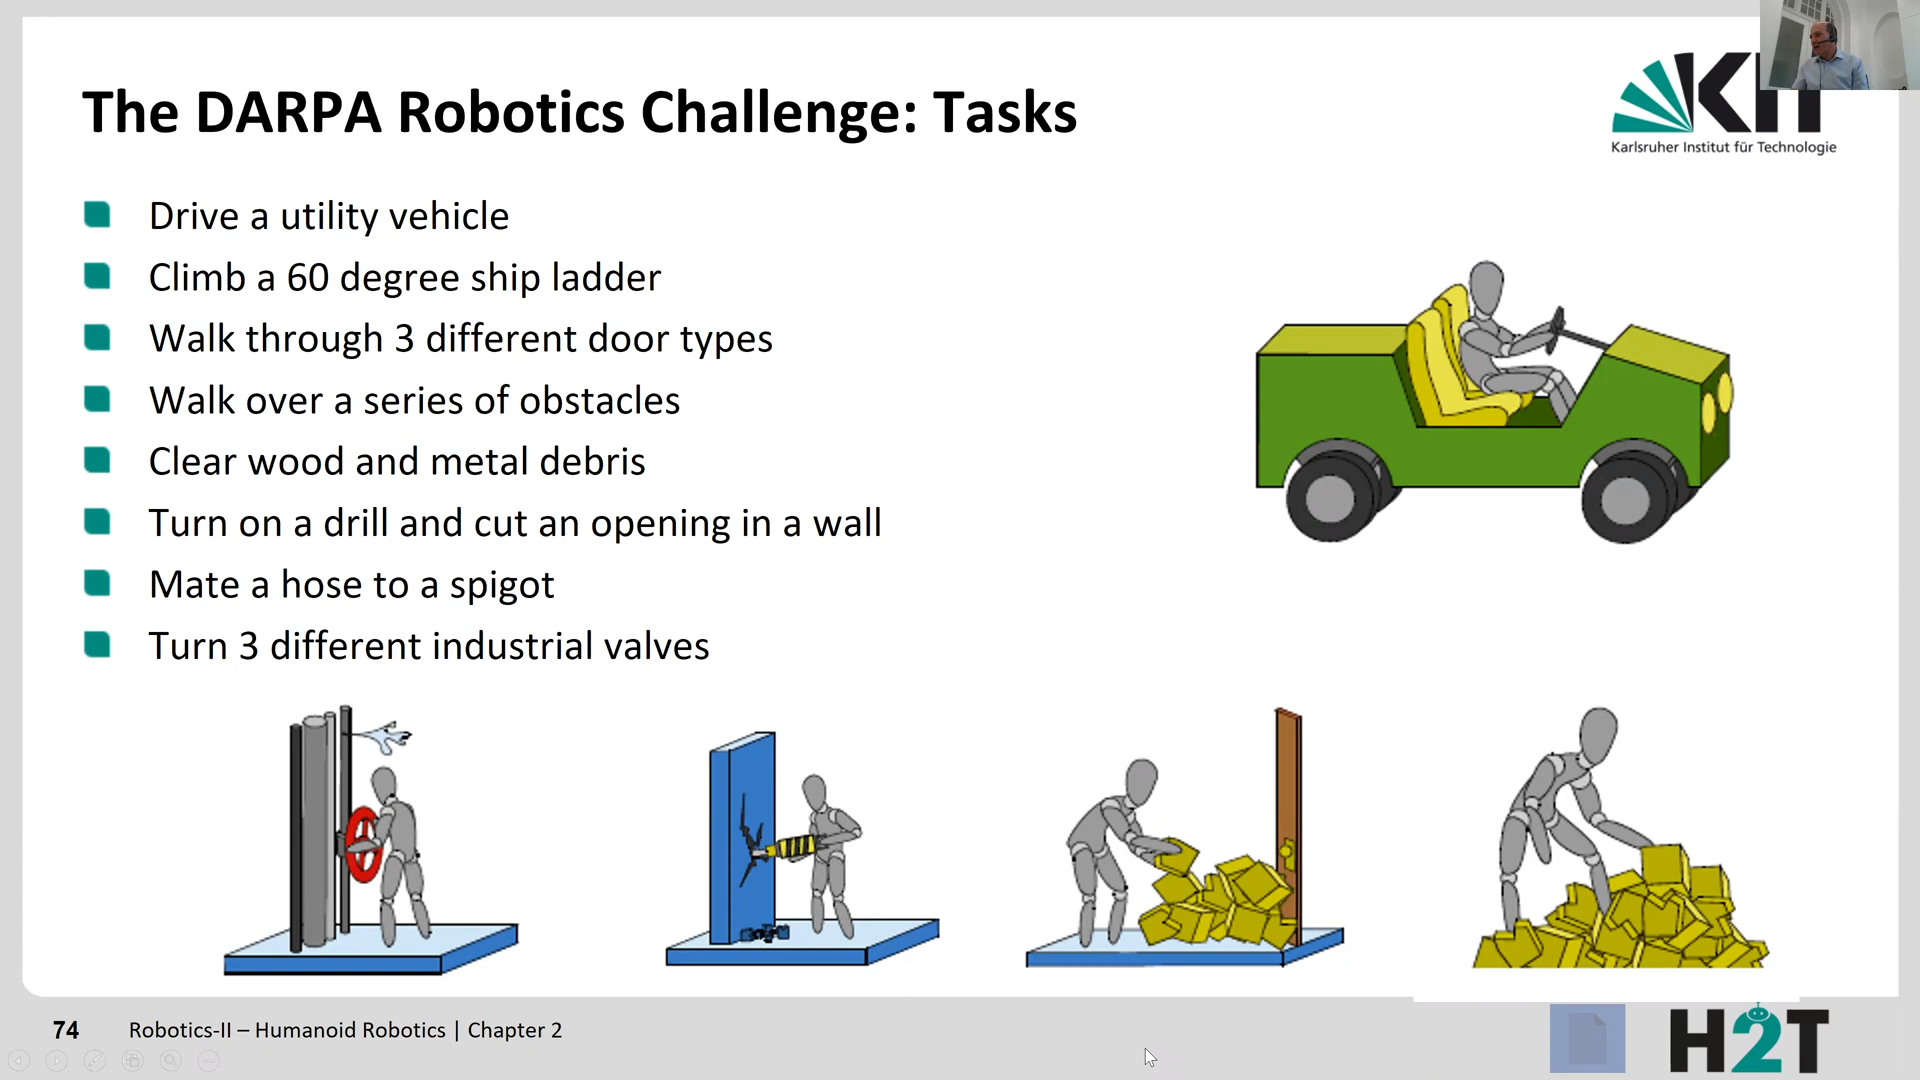 The DARPA Robotics Challenge: Tasks
KIT
Karlsruher Institut für Technologie
Drive a utility vehicle
Climb a 60 degree ship ladder
Walk through 3 different door types
Walk over a series of obstacles
Clear wood and metal debris
Turn on a drill and cut an opening in a wall
Mate a hose to a spigot
Turn 3 different industrial valves
74 Robotics-II – Humanoid Robotics | Chapter 2
H2T